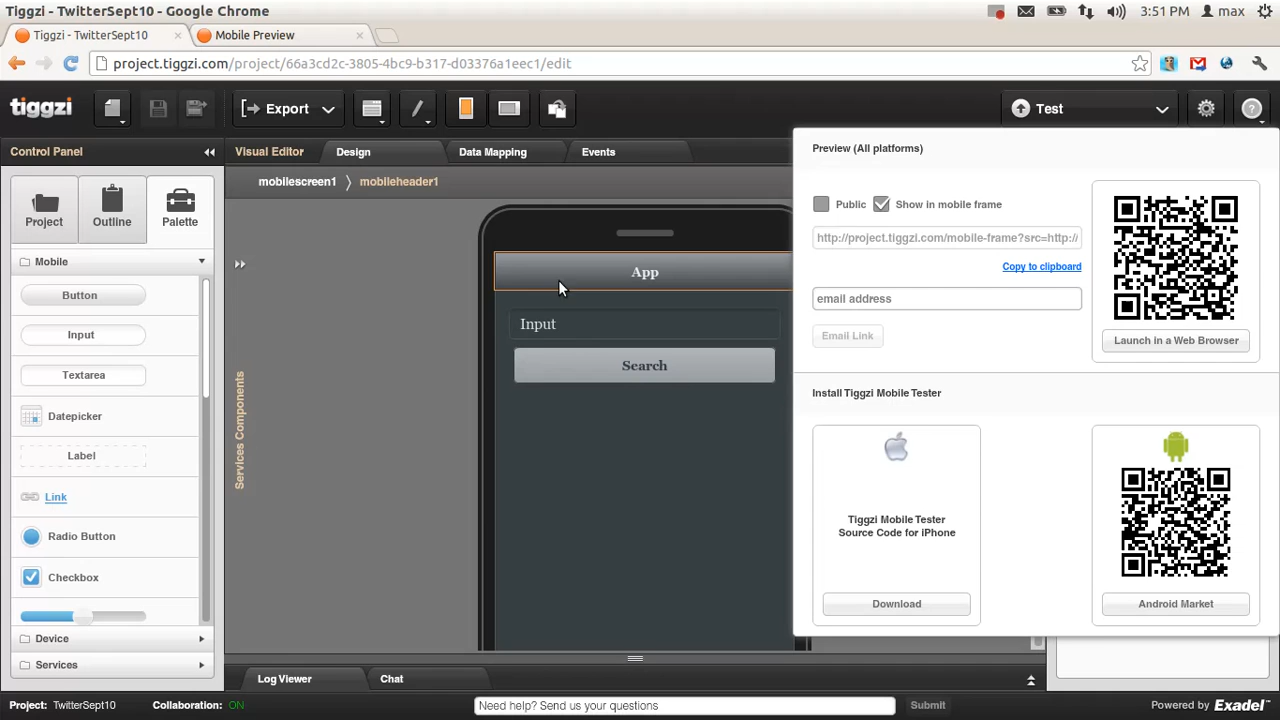 Tiggzi - TwitterSept10 - Google Chrome
3:51 PM
max
Tiggzi - TwitterSept10
Mobile Preview
project.tiggzi.com/project/66a3cd2c-3805-4bc9-b317-d03376a1eec1/edit
tiggzi
Export
Test
Control Panel
Visual Editor
Design
Data Mapping
Events
Preview (All platforms)
mobilescreen1
mobileheader1
Project
Outline
Palette
Public
Show in mobile frame
http://project.tiggzi.com/mobile-frame?src=http://
Copy to clipboard
email address
Email Link
Launch in a Web Browser
Mobile
Button
Input
Textarea
Datepicker
Label
Link
Radio Button
Checkbox
Device
Services
Services Components
App
Input
Search
Install Tiggzi Mobile Tester
Tiggzi Mobile Tester
Source Code for iPhone
Download
Android Market
Log Viewer
Chat
Project: TwitterSept10
Collaboration: ON
Need help? Send us your questions
Submit
Powered by Exadel